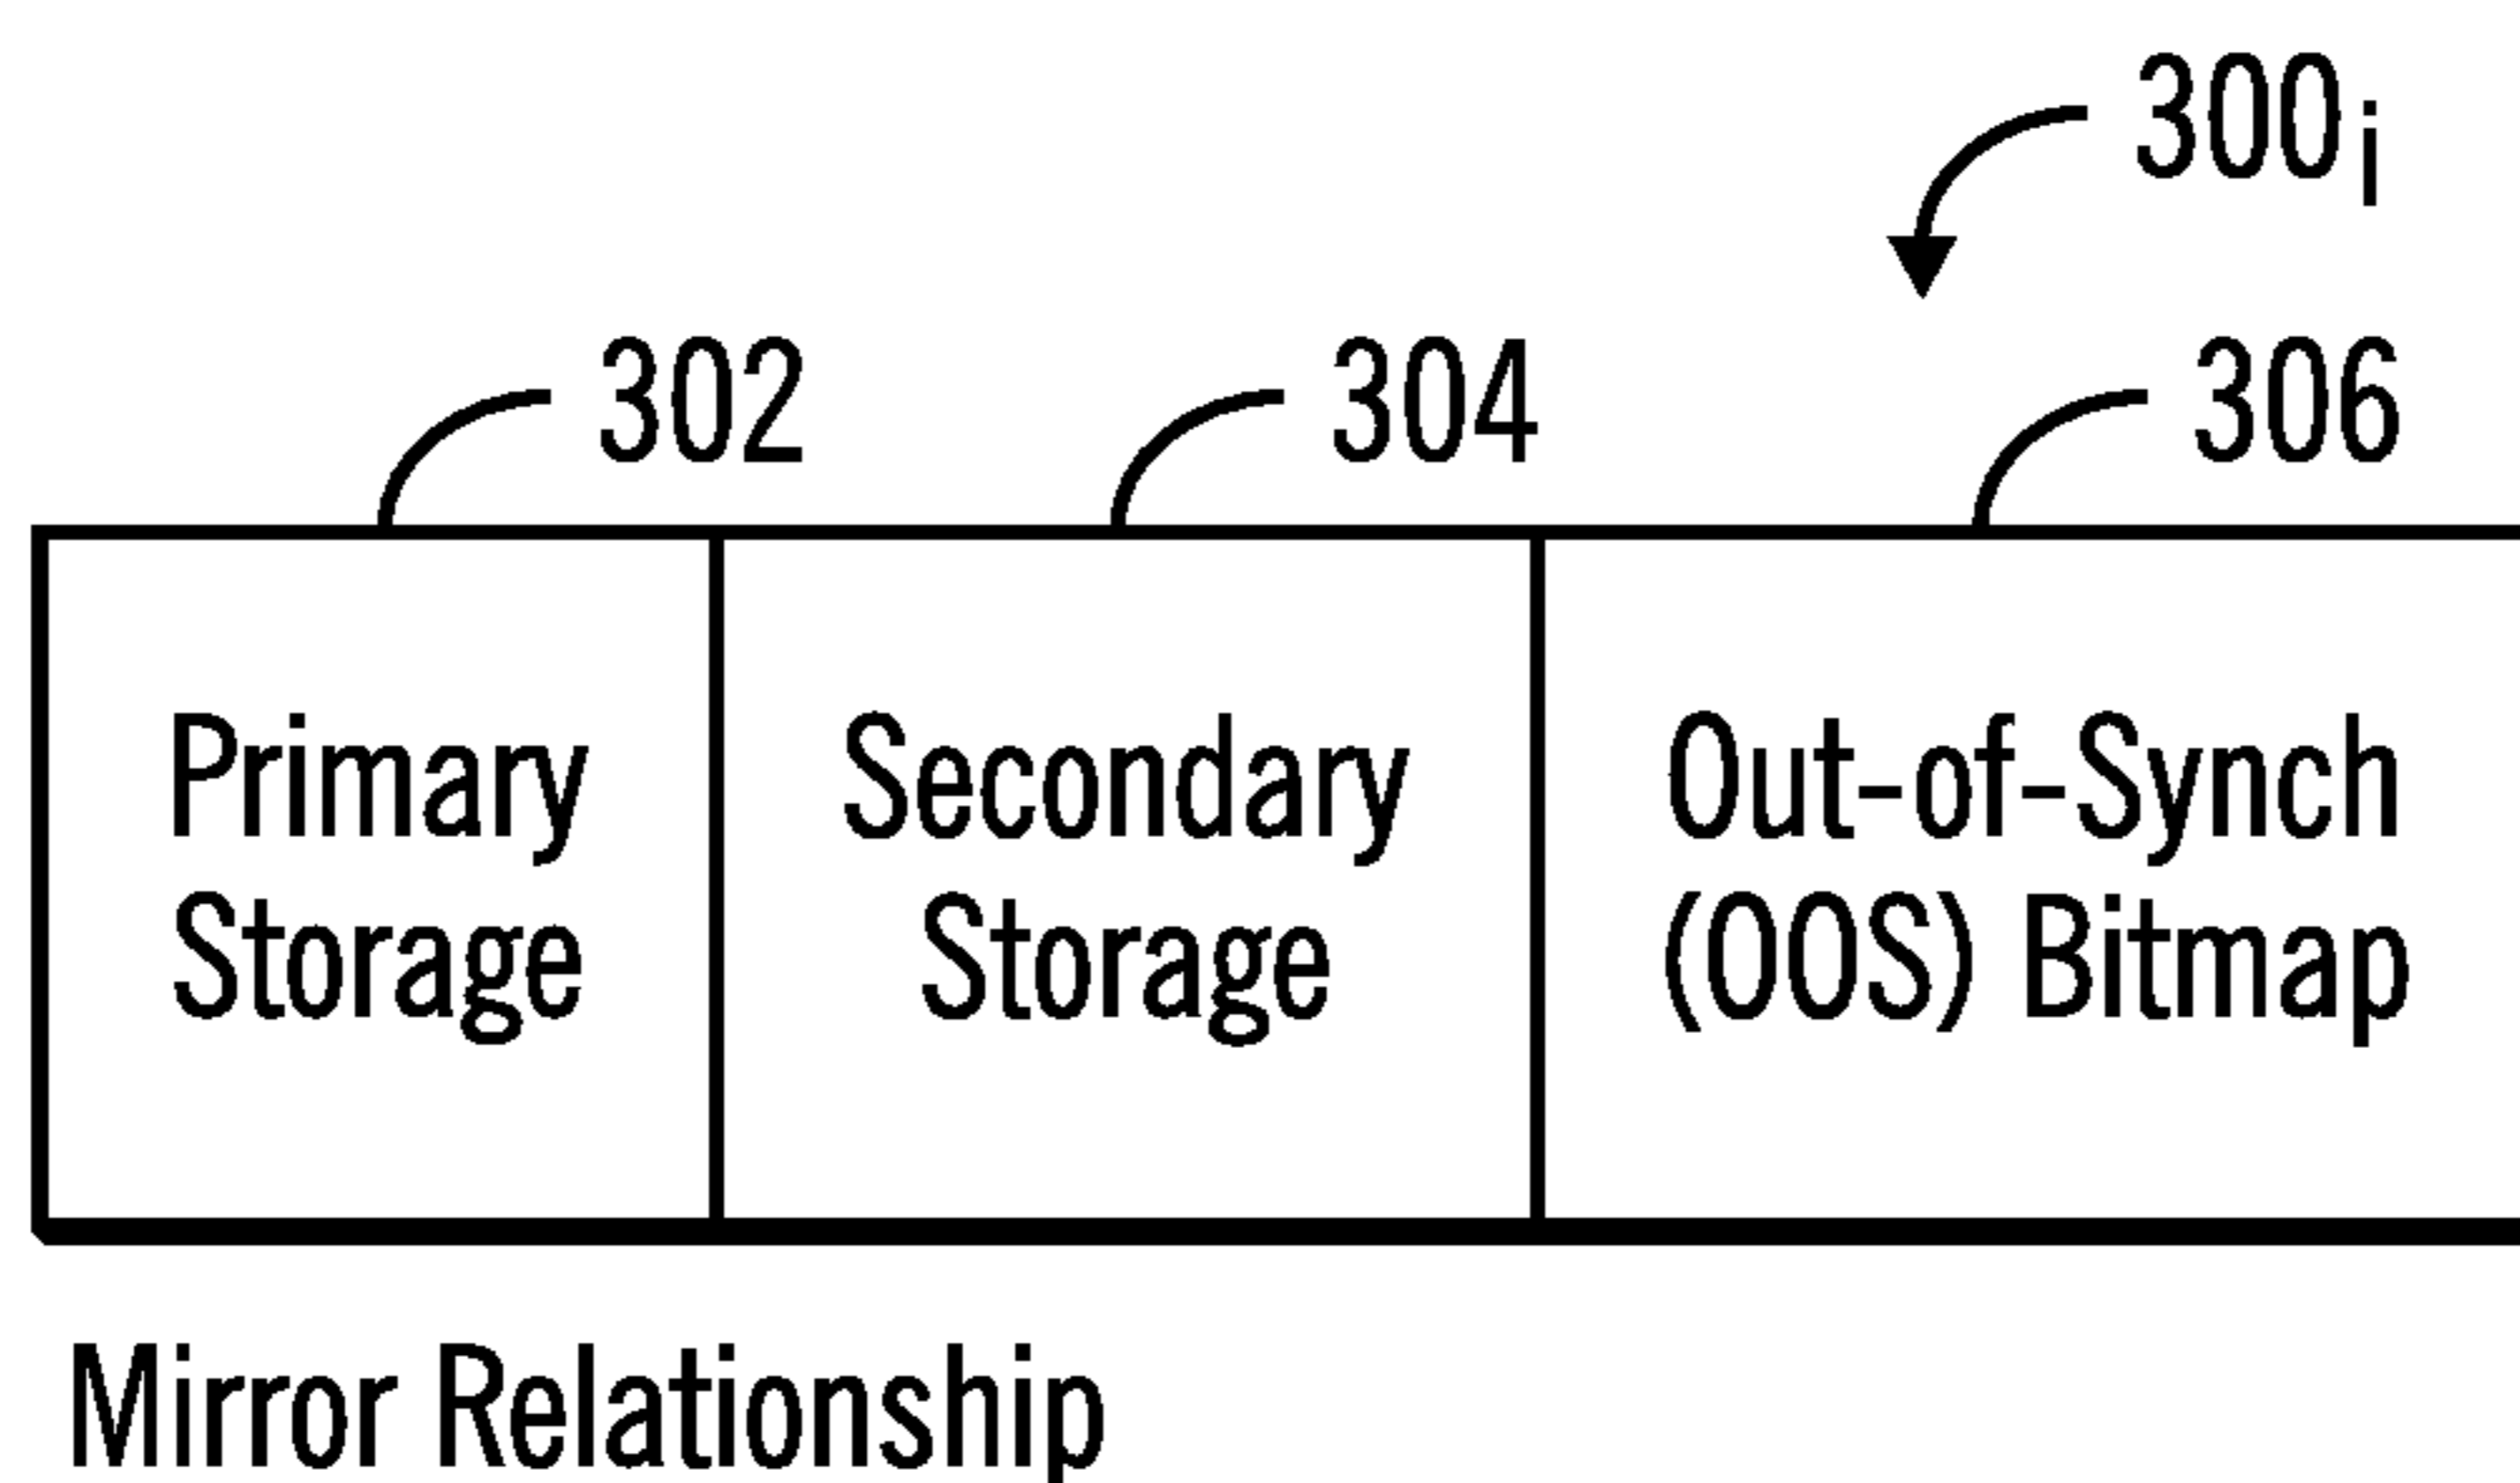 300i
302 304 306
Primary Secondary Out-of-Synch
Storage Storage (OOS) Bitmap
Mirror Relationship